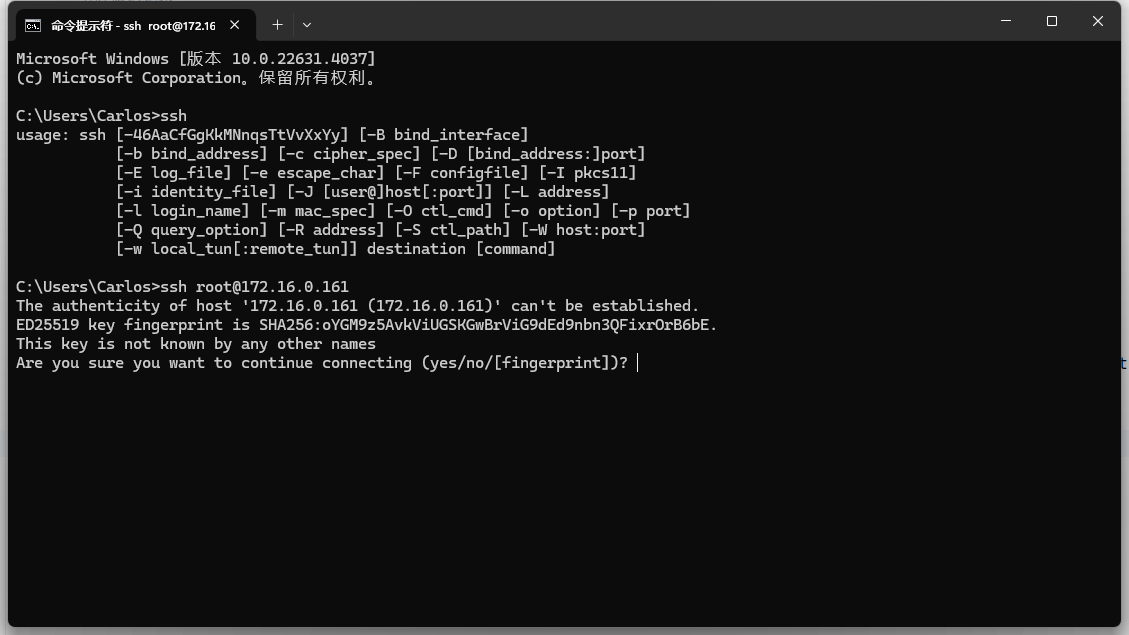 命令提示符 - ssh root@172.16
Microsoft Windows [版本 10.0.22631.4037]
(c) Microsoft Corporation。保留所有权利。
C:\Users\Carlos>ssh
usage: ssh [-46AaCfGgKkMNnqsTtVvXxYy] [-B bind_interface]
[-b bind_address] [-c cipher_spec] [-D [bind_address:]port]
[-E log_file] [-e escape_char] [-F configfile] [-I pkcs11]
[-i identity_file] [-J [user@]host[:port]] [-L address]
[-l login_name] [-m mac_spec] [-O ctl_cmd] [-o option] [-p port]
[-Q query_option] [-R address] [-S ctl_path] [-W host:port]
[-w local_tun[:remote_tun]] destination [command]
C:\Users\Carlos>ssh root@172.16.0.161
The authenticity of host '172.16.0.161 (172.16.0.161)' can't be established.
ED25519 key fingerprint is SHA256:oYGM9z5AvkViUGSKGwBrViG9dEd9nbn3QFixrOrB6bE.
This key is not known by any other names
Are you sure you want to continue connecting (yes/no/[fingerprint])?